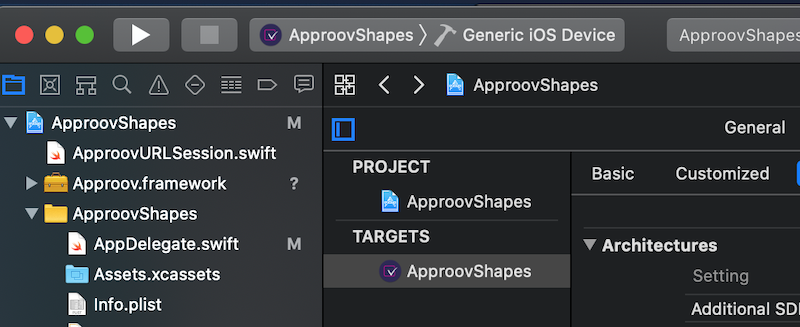 ApproovShapes Generic iOS Device ApproovShapes
ApproovShapes
ApproovShapes M
General
ApproovURLSession.swift
PROJECT
Basic Customized
Approov.framework ?
ApproovShapes
ApproovShapes
TARGETS
AppDelegate.swift M
Architectures
Assets.xcassets
ApproovShapes
Setting
Info.plist
Additional SD